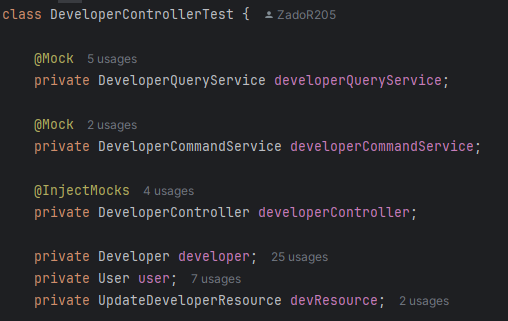 class DeveloperControllerTest { ZadoR205
@Mock 5 usages
private DeveloperQueryService developerQueryService;
@Mock 2 usages
private DeveloperCommandService developerCommandService;
@InjectMocks 4 usages
private DeveloperController developerController;
private Developer developer; 25 usages
private User user; 7 usages
private UpdateDeveloperResource devResource; 2 usages